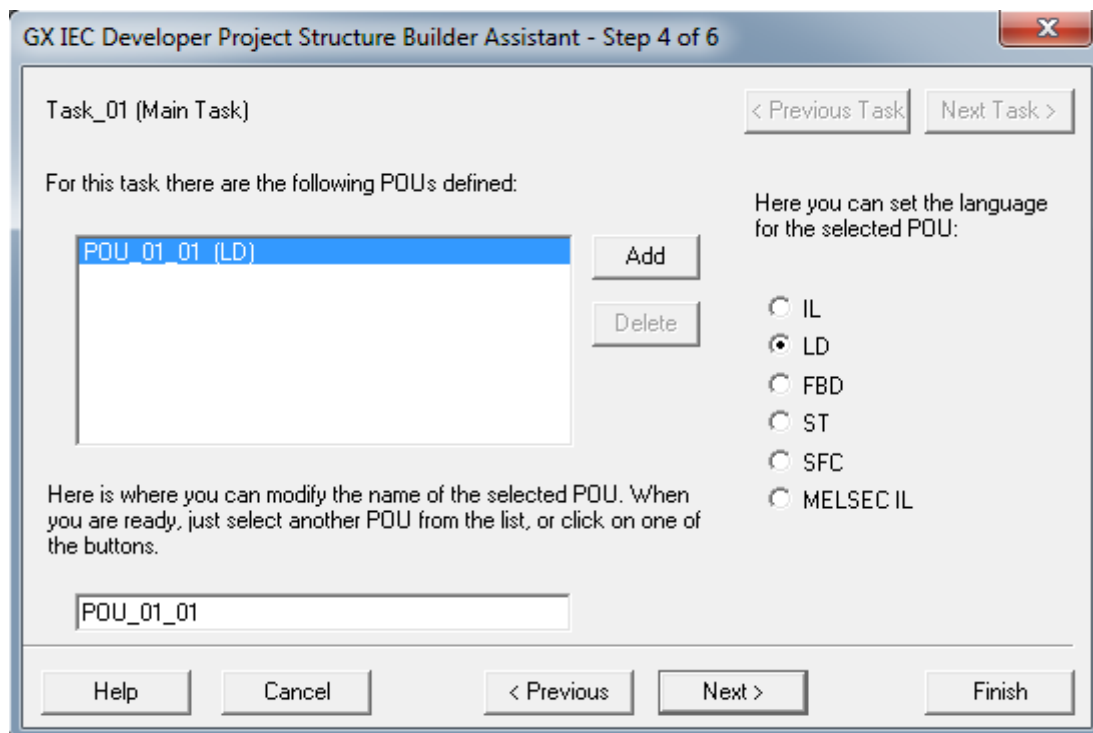 GX IEC Developer Project Structure Builder Assistant - Step 4 of 6
Task_01 (Main Task)
< Previous Task
Next Task >
For this task there are the following POUs defined:
POU_01_01 (LD)
Add
Delete
Here you can set the language
for the selected POU:
IL
LD
FBD
ST
SFC
MELSEC IL
Here is where you can modify the name of the selected POU. When
you are ready, just select another POU from the list, or click on one of
the buttons.
POU_01_01
Help
Cancel
< Previous
Next >
Finish